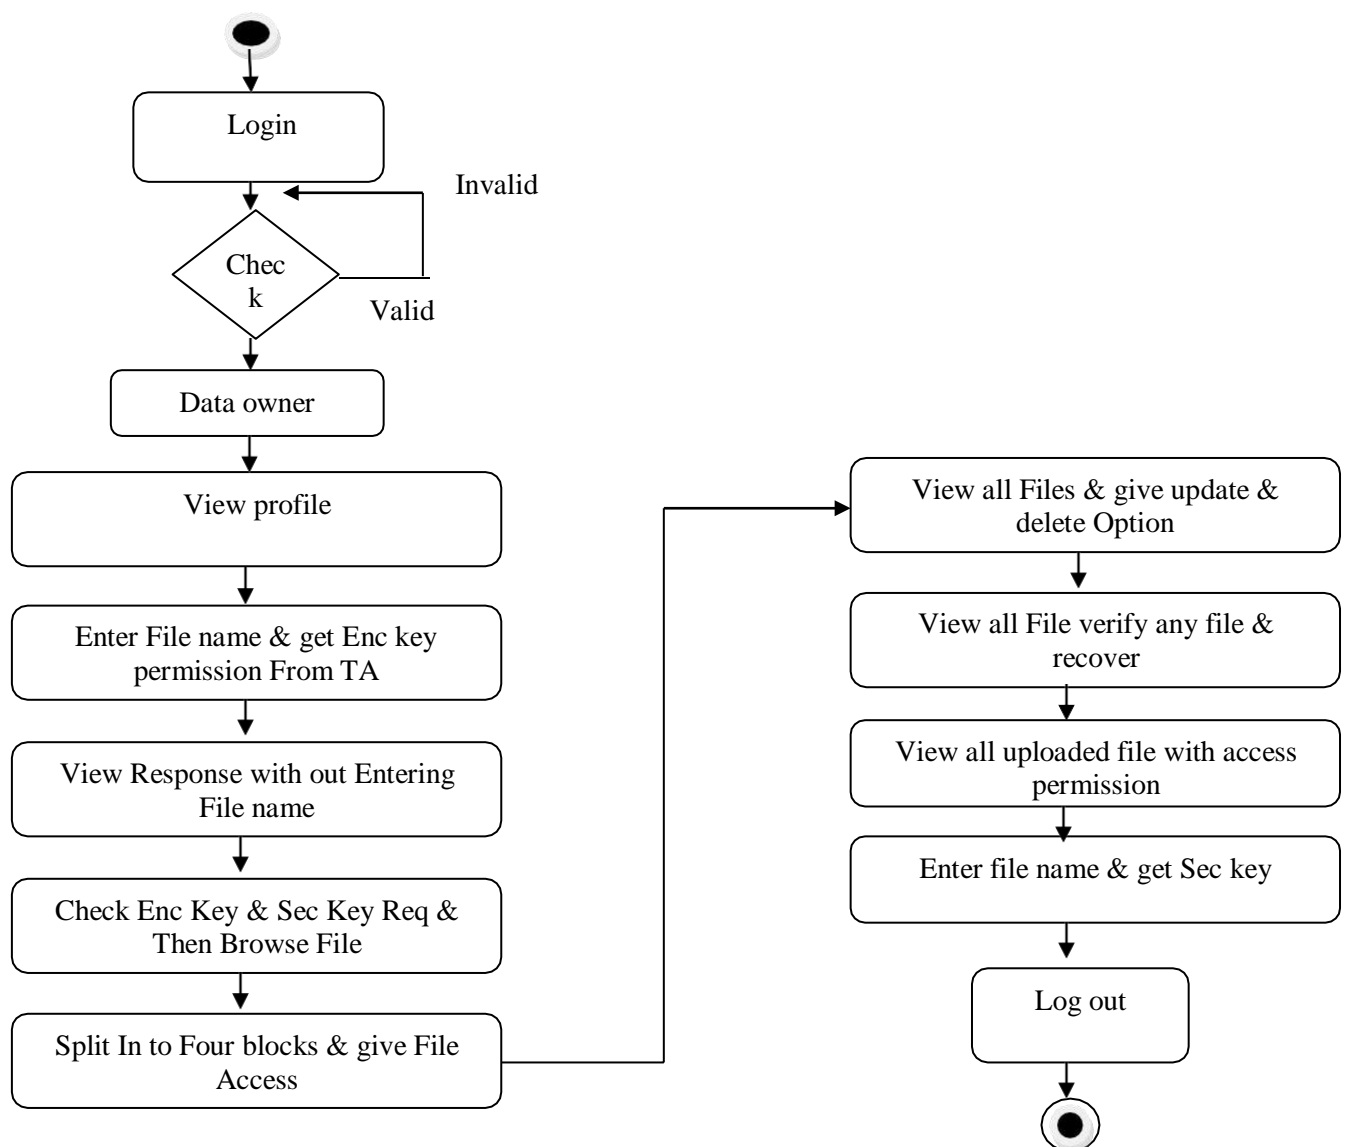 Login
Invalid
Chec
k
Valid
Data owner
View profile
Enter File name & get Enc key
permission From TA
View Response with out Entering
File name
Check Enc Key & Sec Key Req &
Then Browse File
Split In to Four blocks & give File
Access
View all Files & give update &
delete Option
View all File verify any file &
recover
View all uploaded file with access
permission
Enter file name & get Sec key
Log out